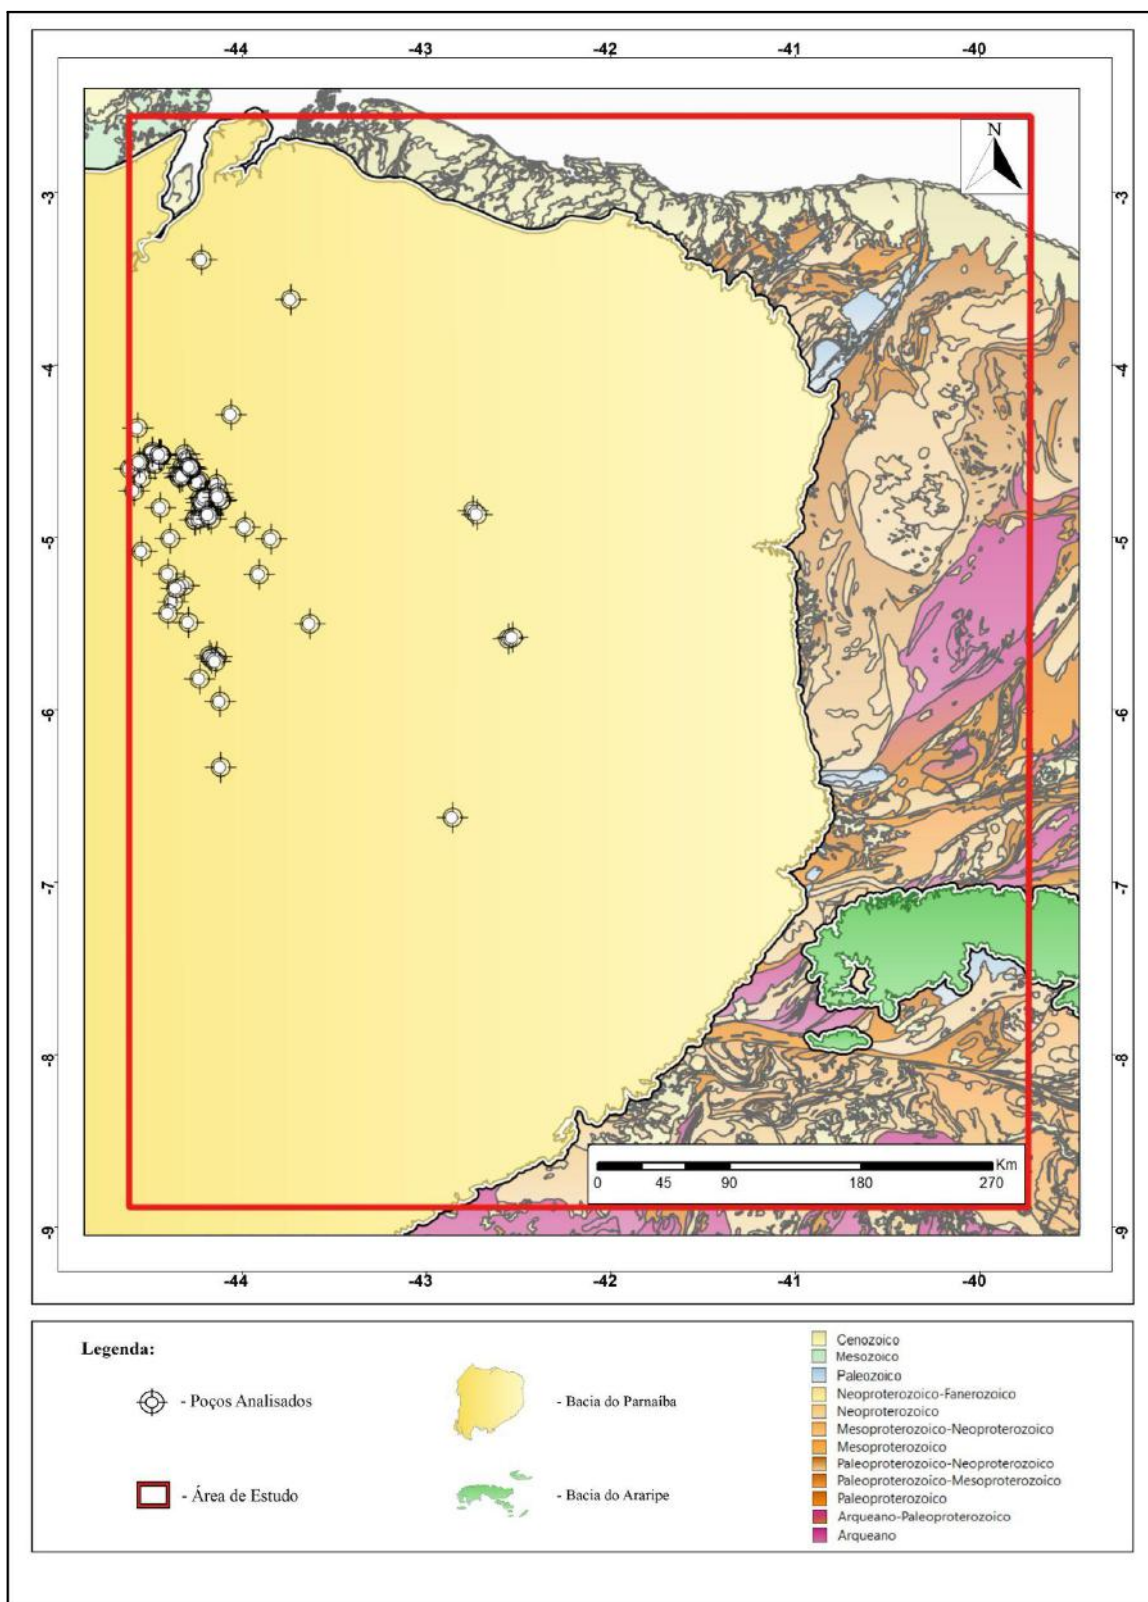 -44 -43 -42 -41 -40
N
-3 -3
-4 -4
-5 -5
-6 -6
-7 -7
-8 -8
-9 -9
Km
0 45 90 180 270
-44 -43 -42 -41 -40
Legenda:
- Poços Analisados
- Bacia do Parnaíba
- Área de Estudo
- Bacia do Araripe
Cenozoico
Mesozoico
Paleozoico
Neoproterozoico-Fanerozoico
Neoproterozoico
Mesoproterozoico-Neoproterozoico
Mesoproterozoico
Paleoproterozoico-Neoproterozoico
Paleoproterozoico-Mesoproterozoico
Paleoproterozoico
Arqueano-Paleoproterozoico
Arqueano